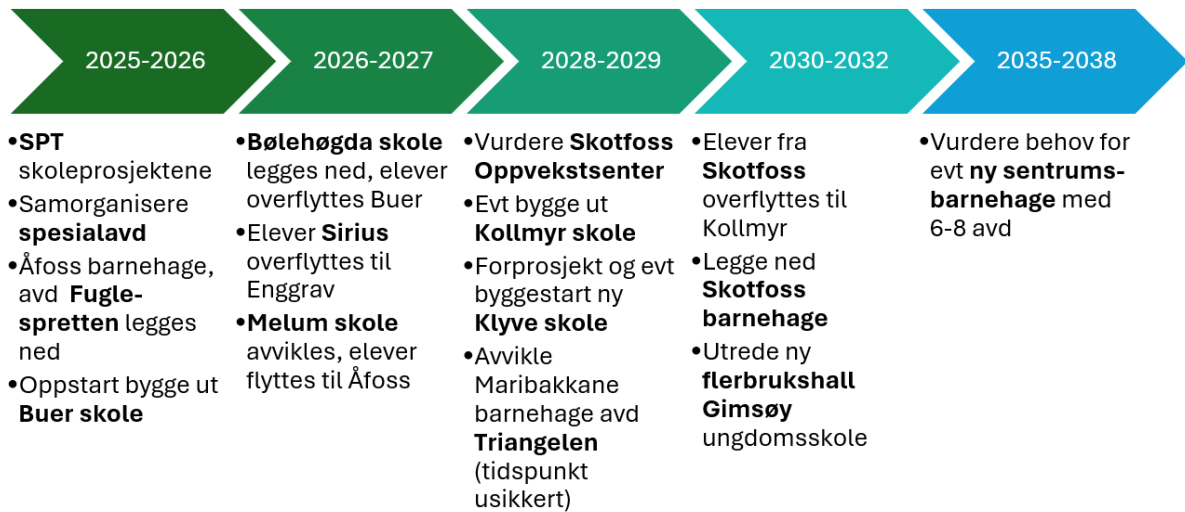 2025-2026
2026-2027
2028-2029
2030-2032
2035-2038
•SPT
skoleprosjektene
•Samorganisere
spesialavd
•Åfoss barnehage,
avd Fugle-
spretten legges
ned
•Oppstart bygge ut
Buer skole
•Bølehøgda skole
legges ned, elever
overflyttes Buer
•Elever Sirius
overflyttes til
Enggrav
•Melum skole
avvikles, elever
flyttes til Åfoss
•Vurdere Skotfoss
Oppvekstsenter
•Evt bygge ut
Kollmyr skole
•Forprosjekt og evt
byggestart ny
Klyve skole
•Avvikle
Maribakkane
barnehage avd
Triangelen
(tidspunkt
usikkert)
•Elever fra
Skotfoss
overflyttes til
Kollmyr
•Legge ned
Skotfoss
barnehage
•Utrede ny
flerbrukshall
Gimsøy
ungdomsskole
•Vurdere behov for
evt ny sentrums-
barnehage med
6-8 avd